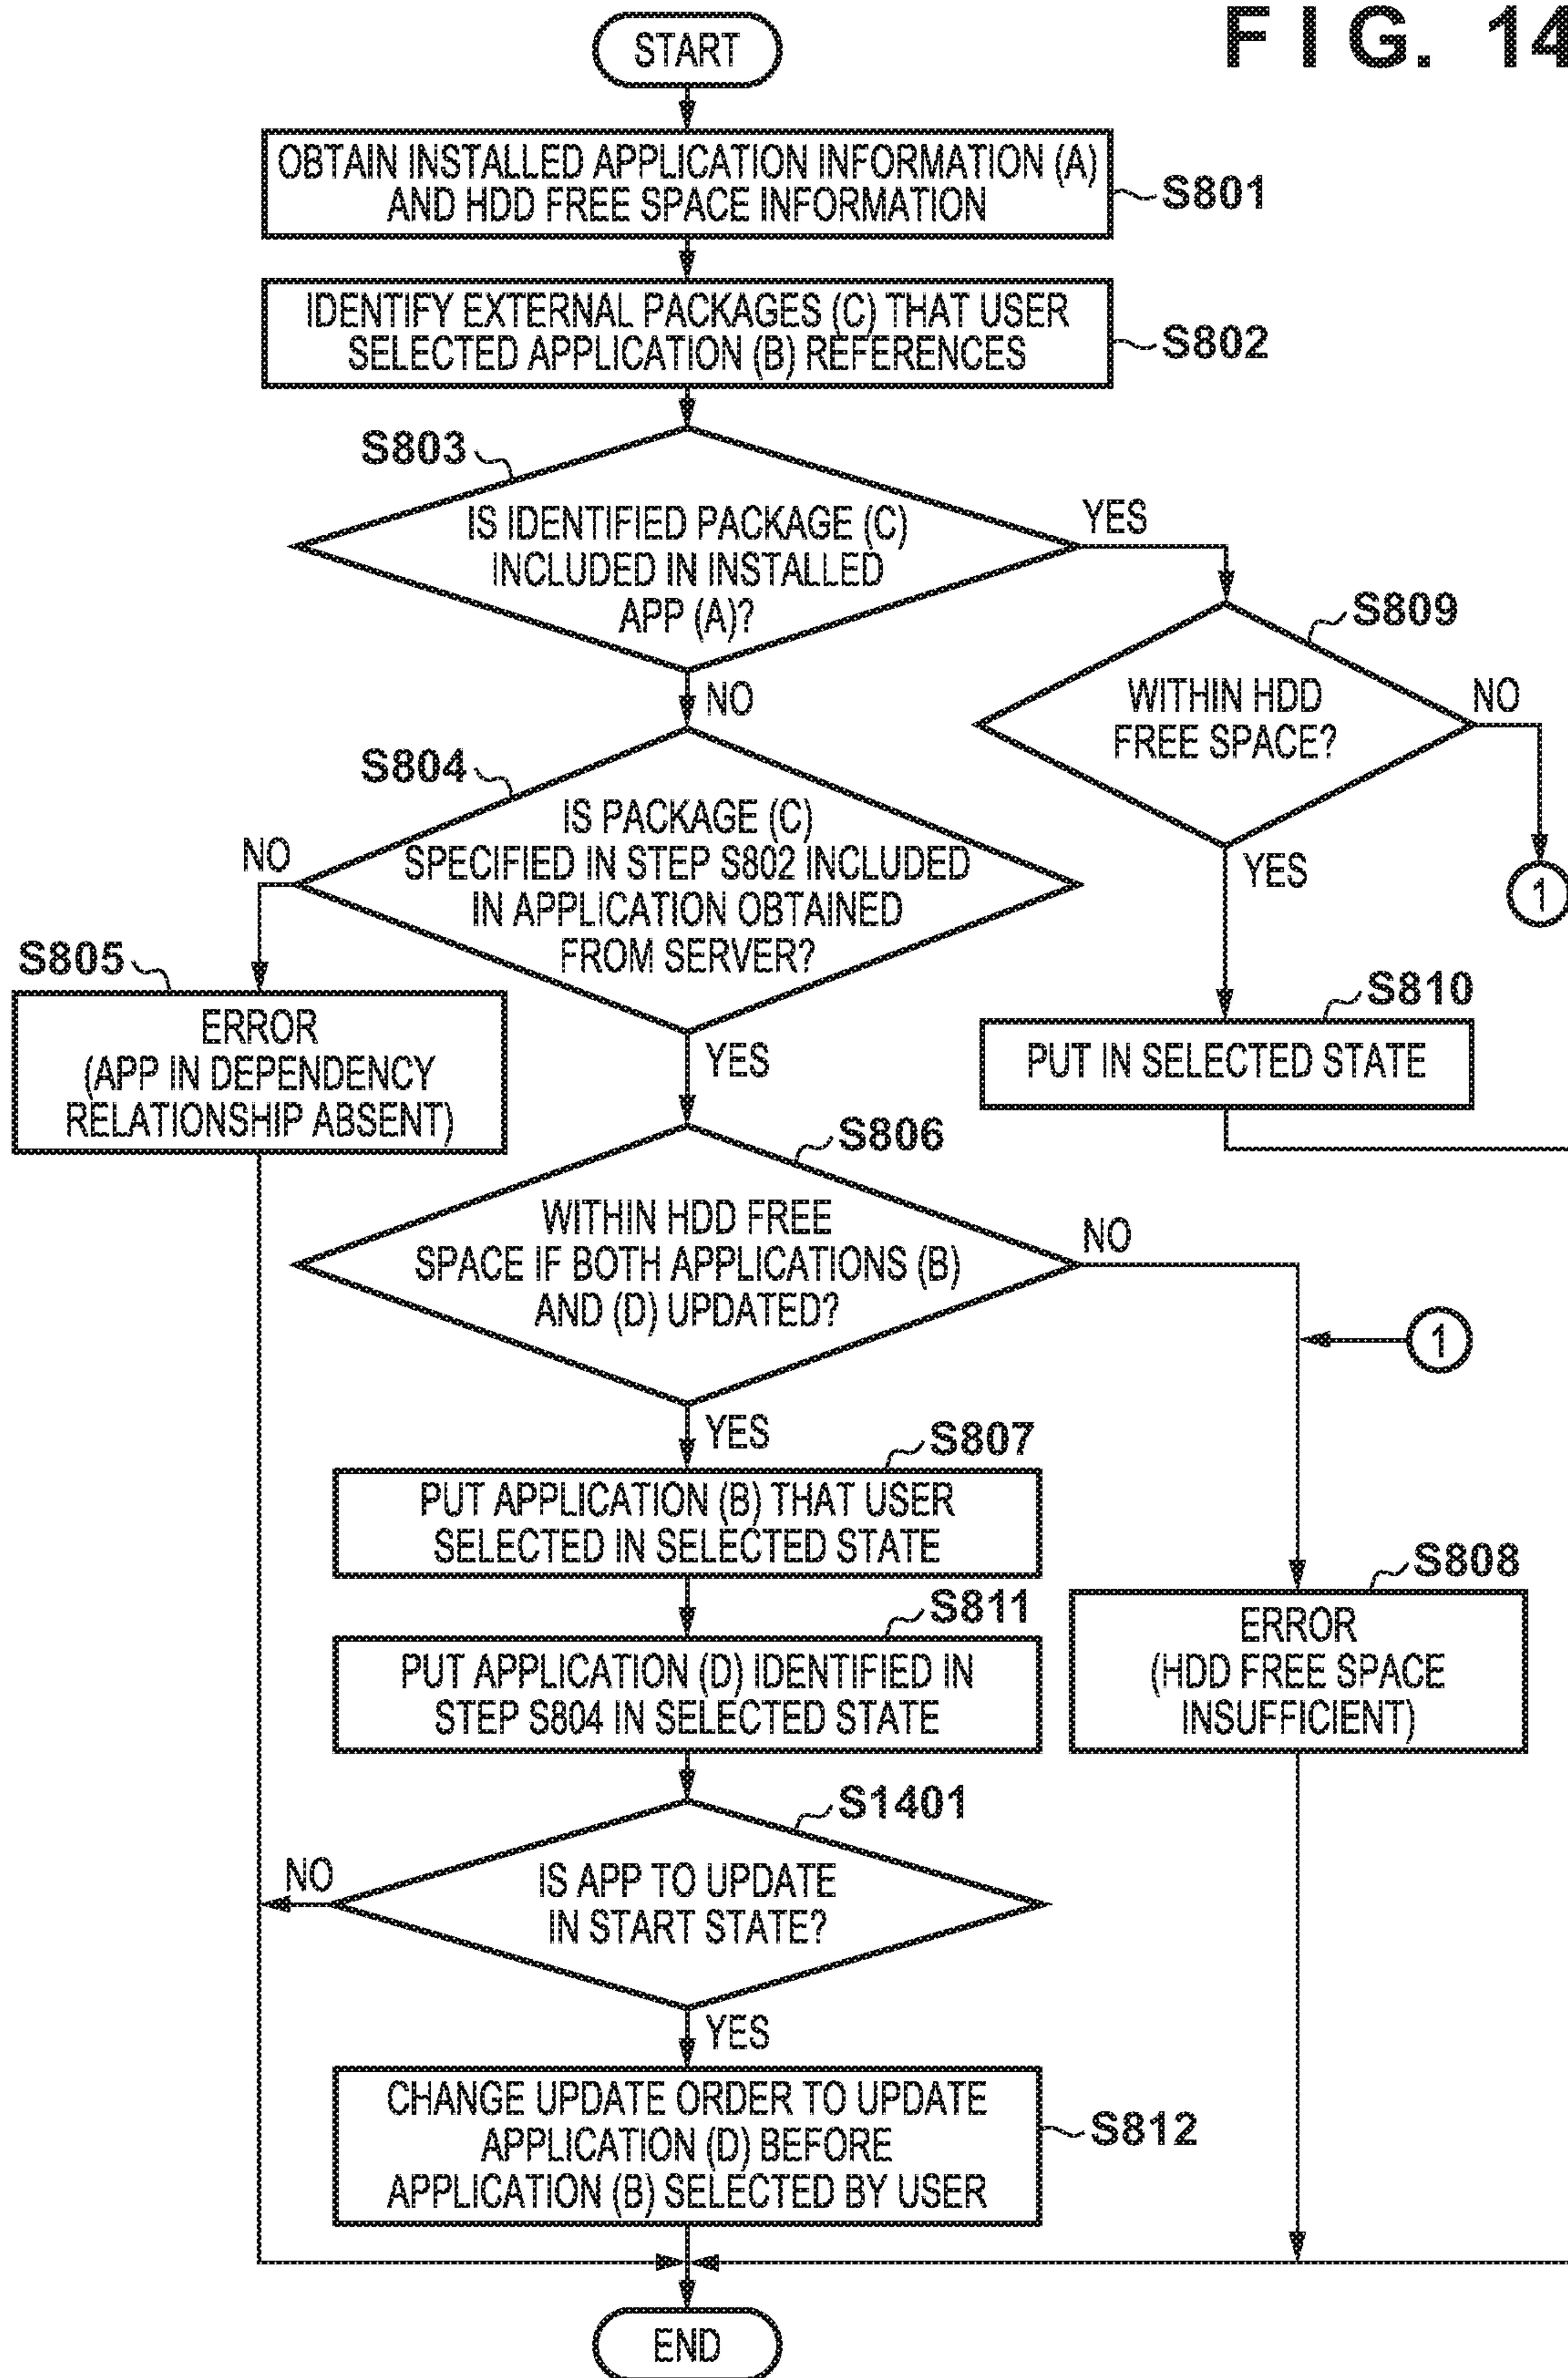 FIG. 14
START
OBTAIN INSTALLED APPLICATION INFORMATION (A)
AND HDD FREE SPACE INFORMATION
S801
IDENTIFY EXTERNAL PACKAGES (C) THAT USER
SELECTED APPLICATION (B) REFERENCES
S802
S803
IS IDENTIFIED PACKAGE (C)
INCLUDED IN INSTALLED
APP (A)?
YES
NO
S809
WITHIN HDD
FREE SPACE?
NO
YES
1
S804
IS PACKAGE (C)
SPECIFIED IN STEP S802 INCLUDED
IN APPLICATION OBTAINED
FROM SERVER?
NO
YES
S805
ERROR
(APP IN DEPENDENCY
RELATIONSHIP ABSENT)
S810
PUT IN SELECTED STATE
S806
WITHIN HDD FREE
SPACE IF BOTH APPLICATIONS (B)
AND (D) UPDATED?
NO
1
YES
S807
PUT APPLICATION (B) THAT USER
SELECTED IN SELECTED STATE
S808
ERROR
(HDD FREE SPACE
INSUFFICIENT)
S811
PUT APPLICATION (D) IDENTIFIED IN
STEP S804 IN SELECTED STATE
S1401
IS APP TO UPDATE
IN START STATE?
NO
YES
CHANGE UPDATE ORDER TO UPDATE
APPLICATION (D) BEFORE
APPLICATION (B) SELECTED BY USER
S812
END